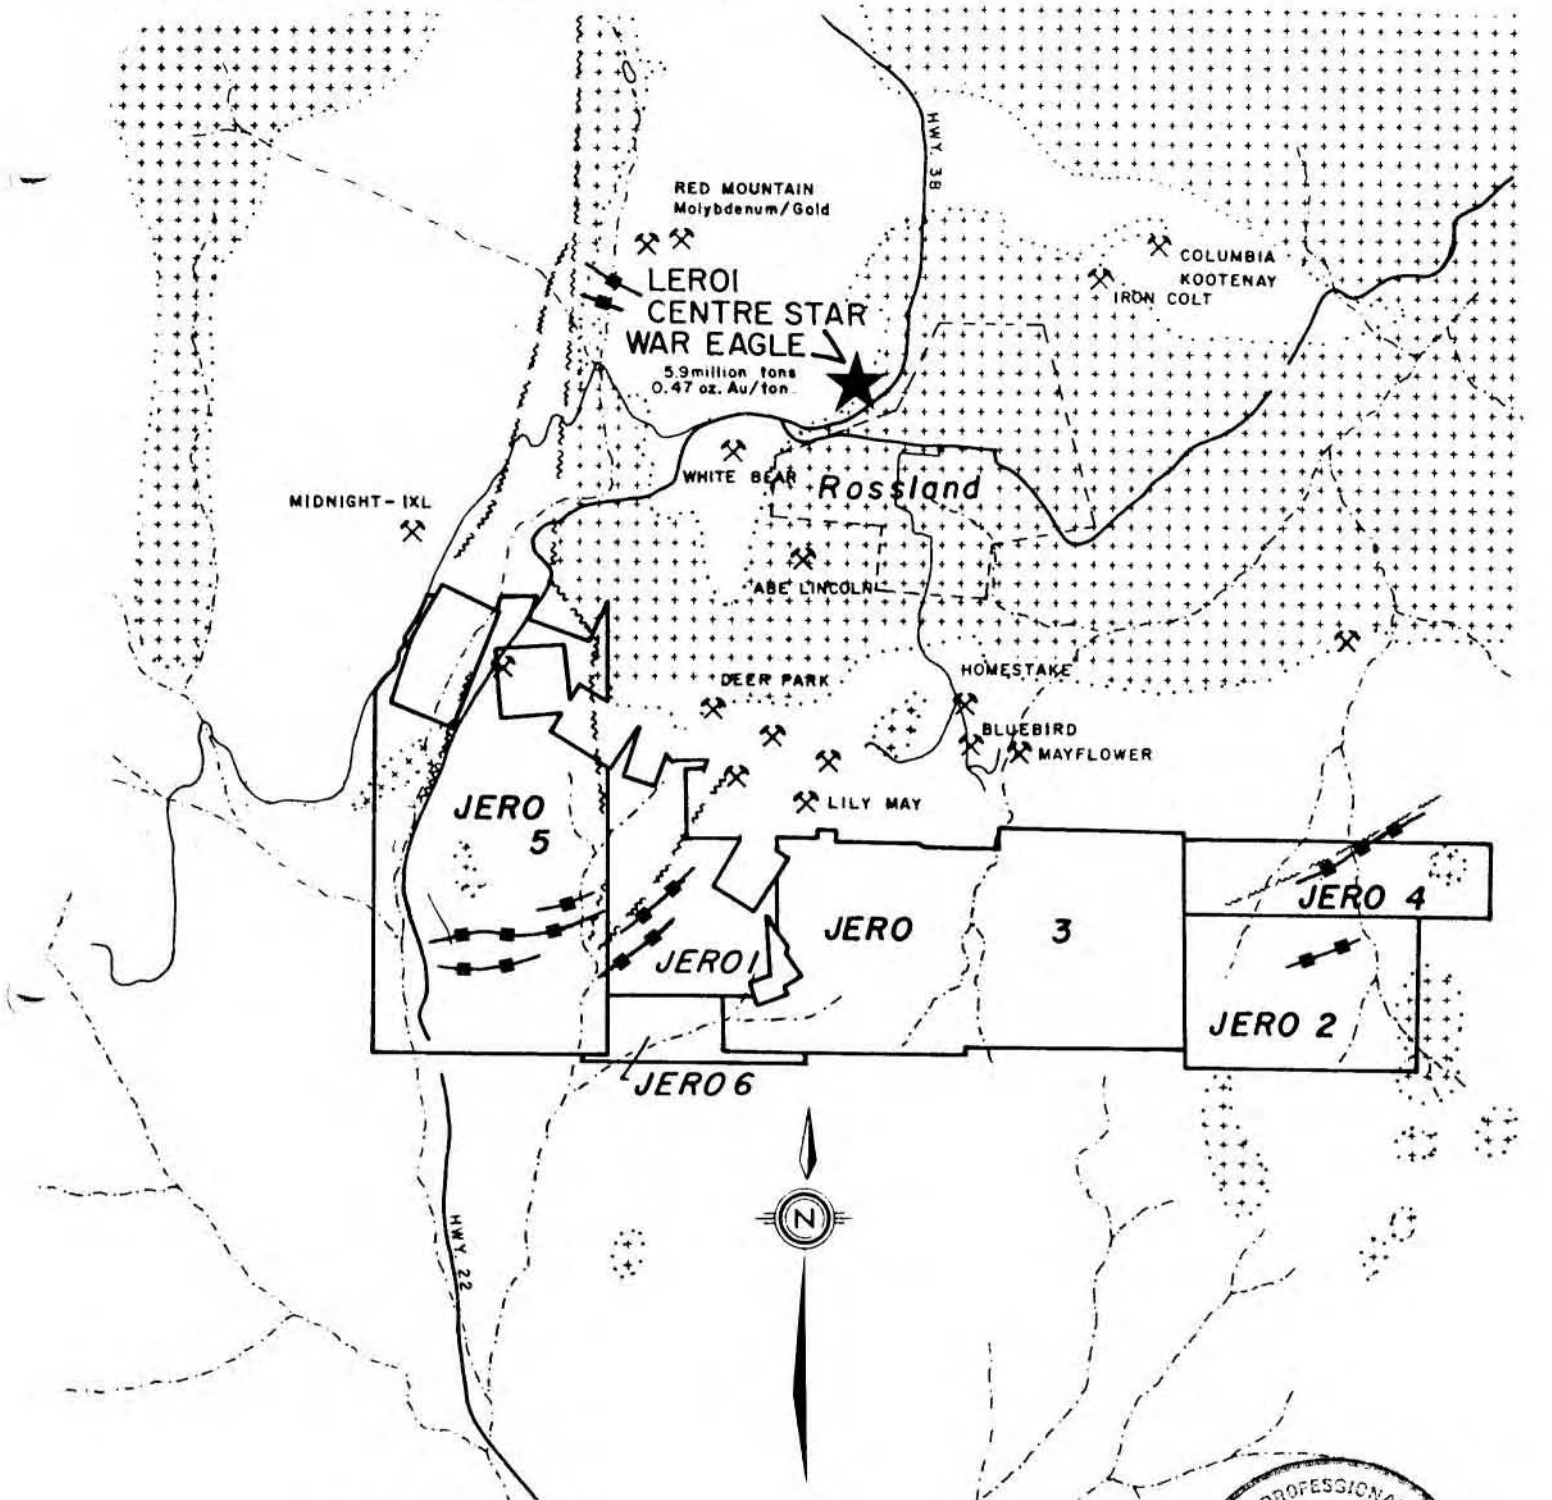 HWY. 3B
RED MOUNTAIN
Molybdenum/Gold
COLUMBIA
KOOTENAY
IRON COLT
LEROI
CENTRE STAR
WAR EAGLE
5.9million tons
0.47 oz. Au/ton
WHITE BEAR
Rossland
MIDNIGHT-IXL
ABE LINCOLN
HOMESTAKE
DEER PARK
BLUEBIRD
MAYFLOWER
LILY MAY
JERO
5
JERO 4
JERO
3
JERO 1
JERO 2
JERO 6
N
HWY. 22
PROFESSIONA